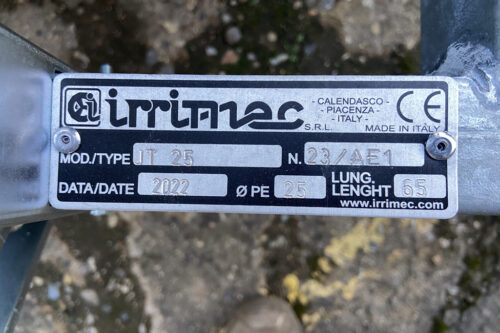 irrimec S.R.L.
- CALENDASCO -
PIACENZA
- ITALY -
MADE IN ITALY
CE
MOD./TYPE IT 25 N. 23/AE1
DATA/DATE 2022 Ø PE 25 LUNG. LENGHT 65
www.irrimec.com